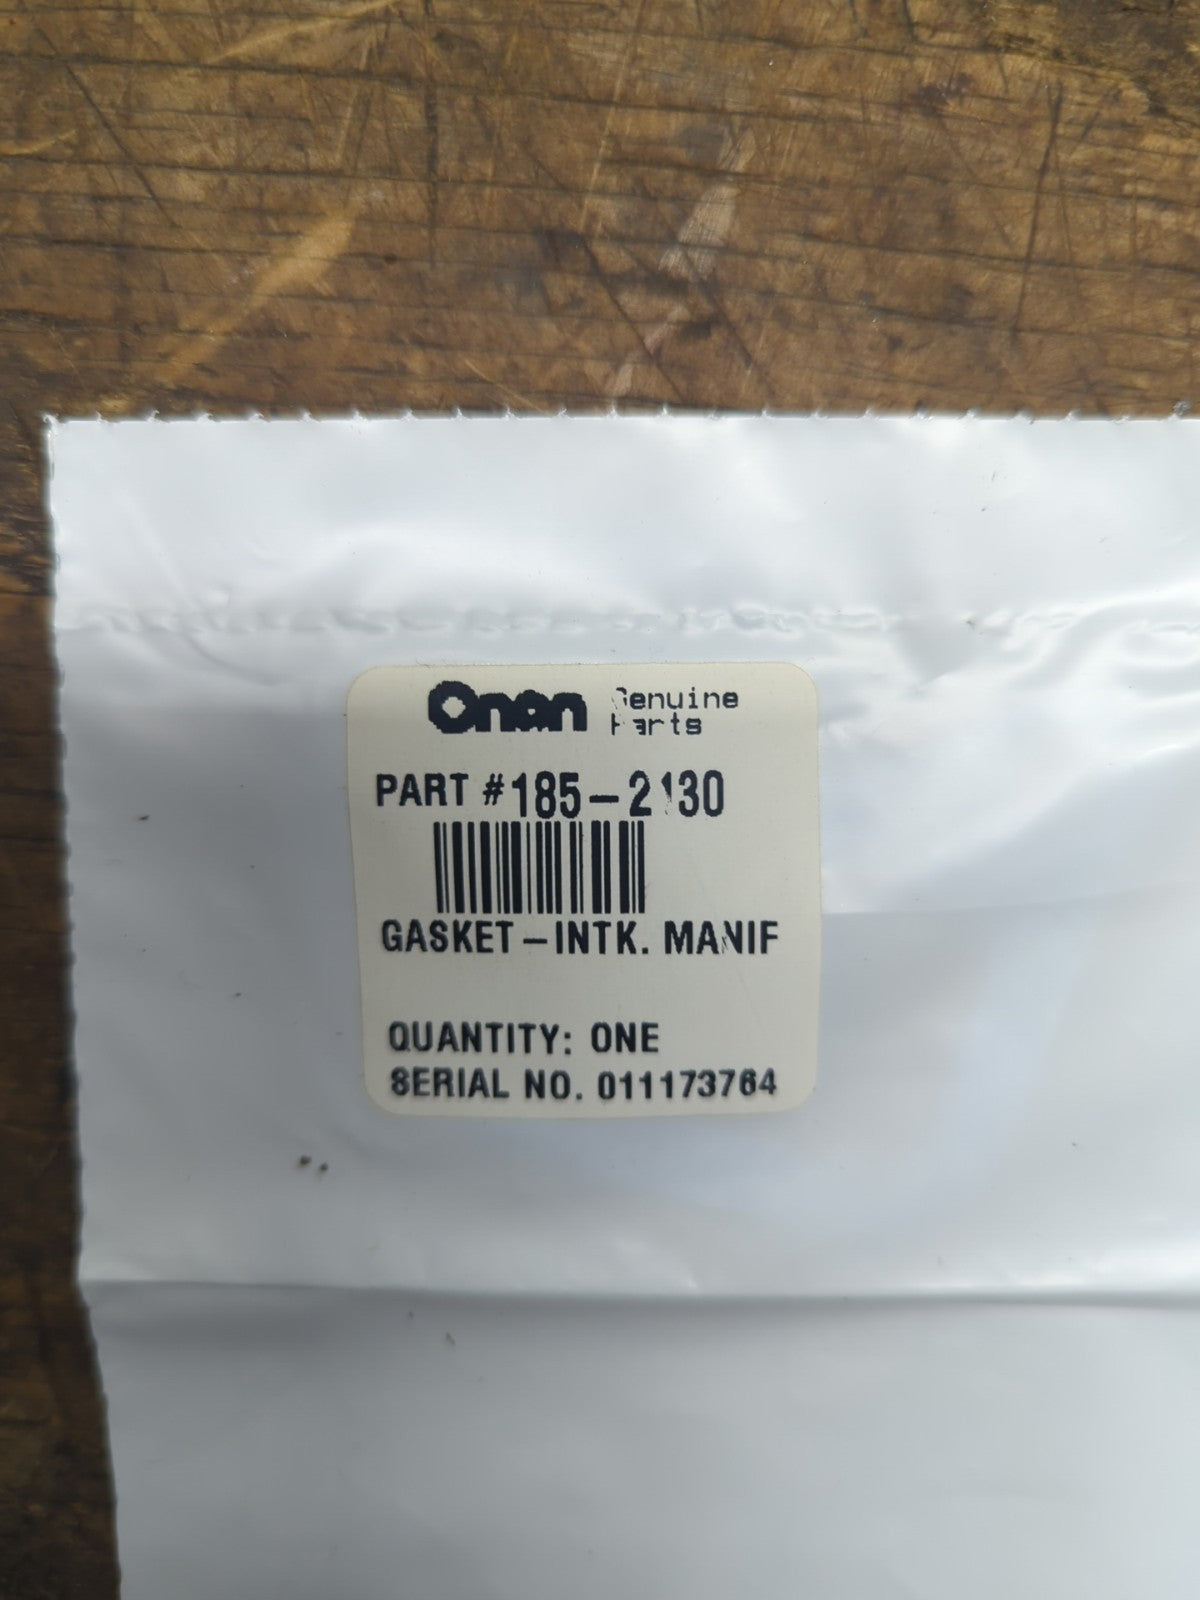 Onan Genuine
Parts
PART #185-2130
GASKET-INTK. MANIF
QUANTITY: ONE
SERIAL NO. 011173764